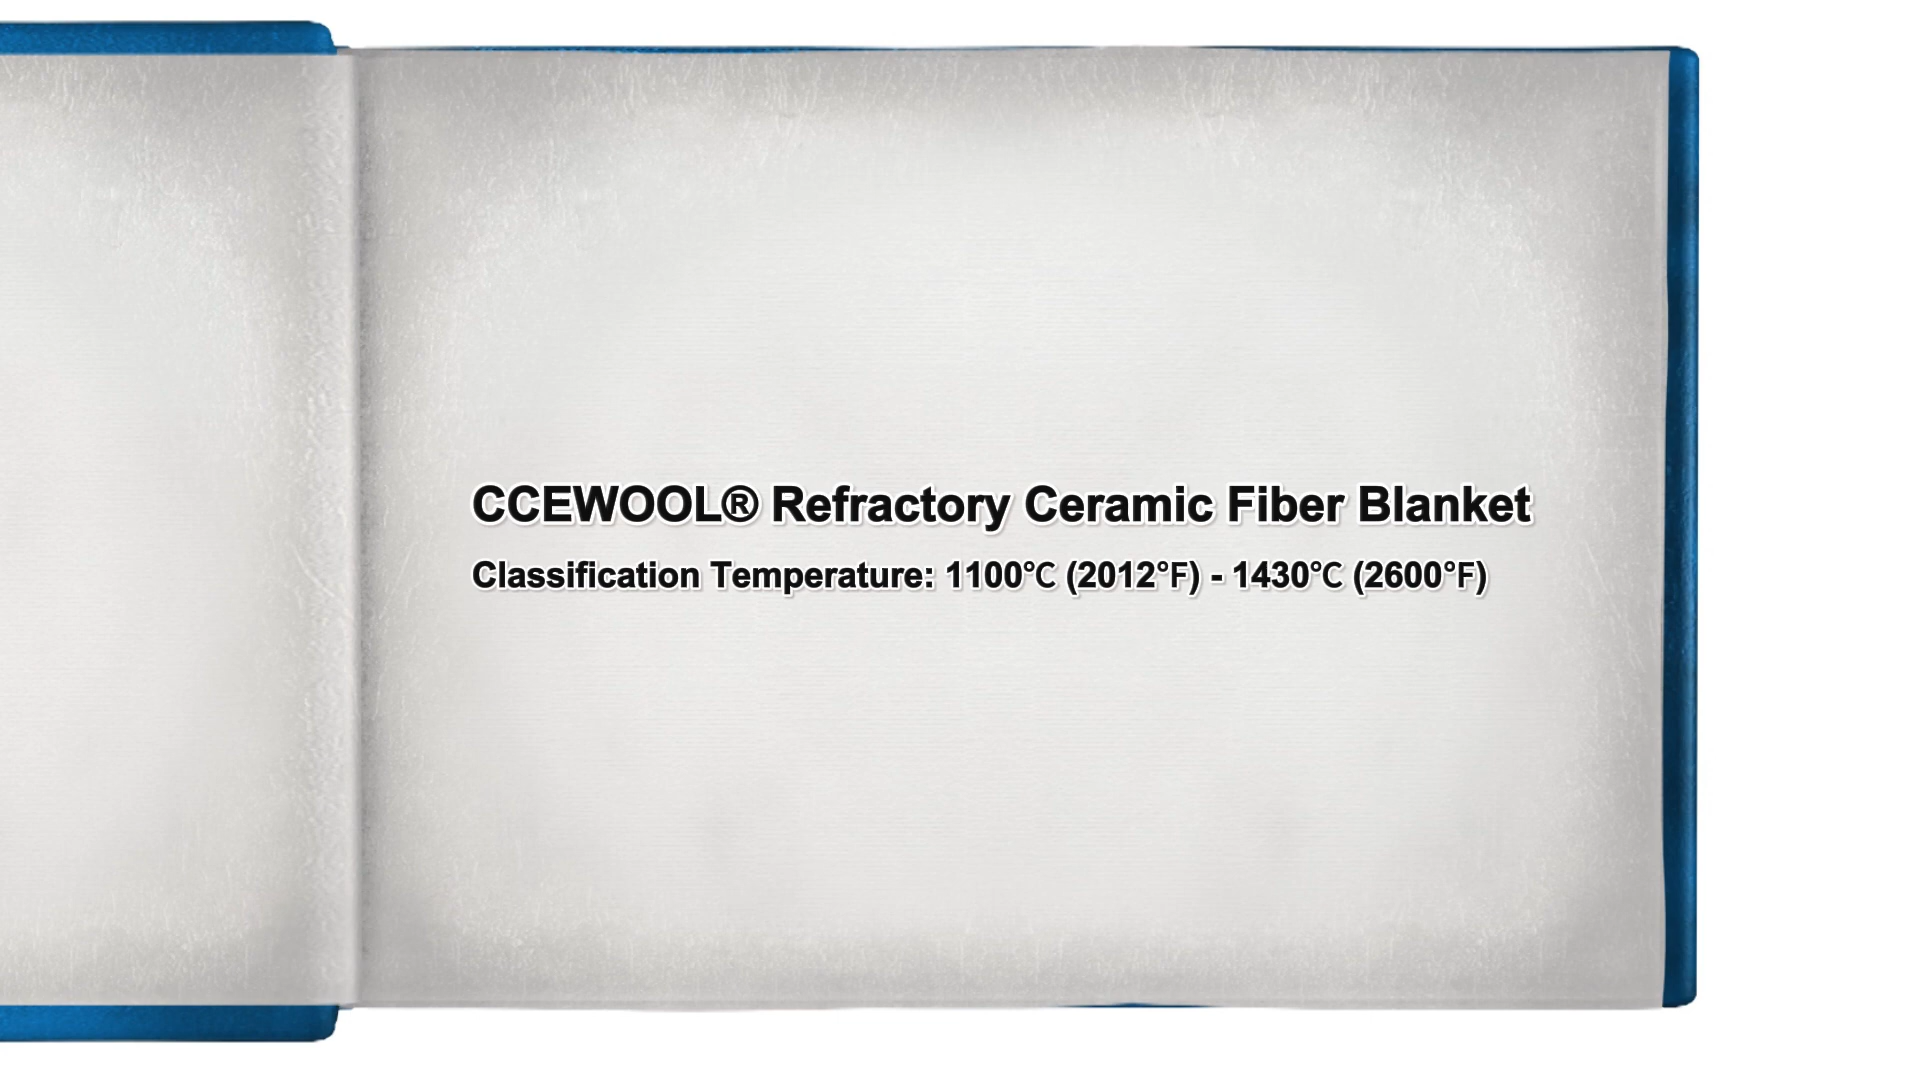 CCEWOOL® Refractory Ceramic Fiber Blanket
Classification Temperature: 1100℃ (2012°F) - 1430℃ (2600°F)